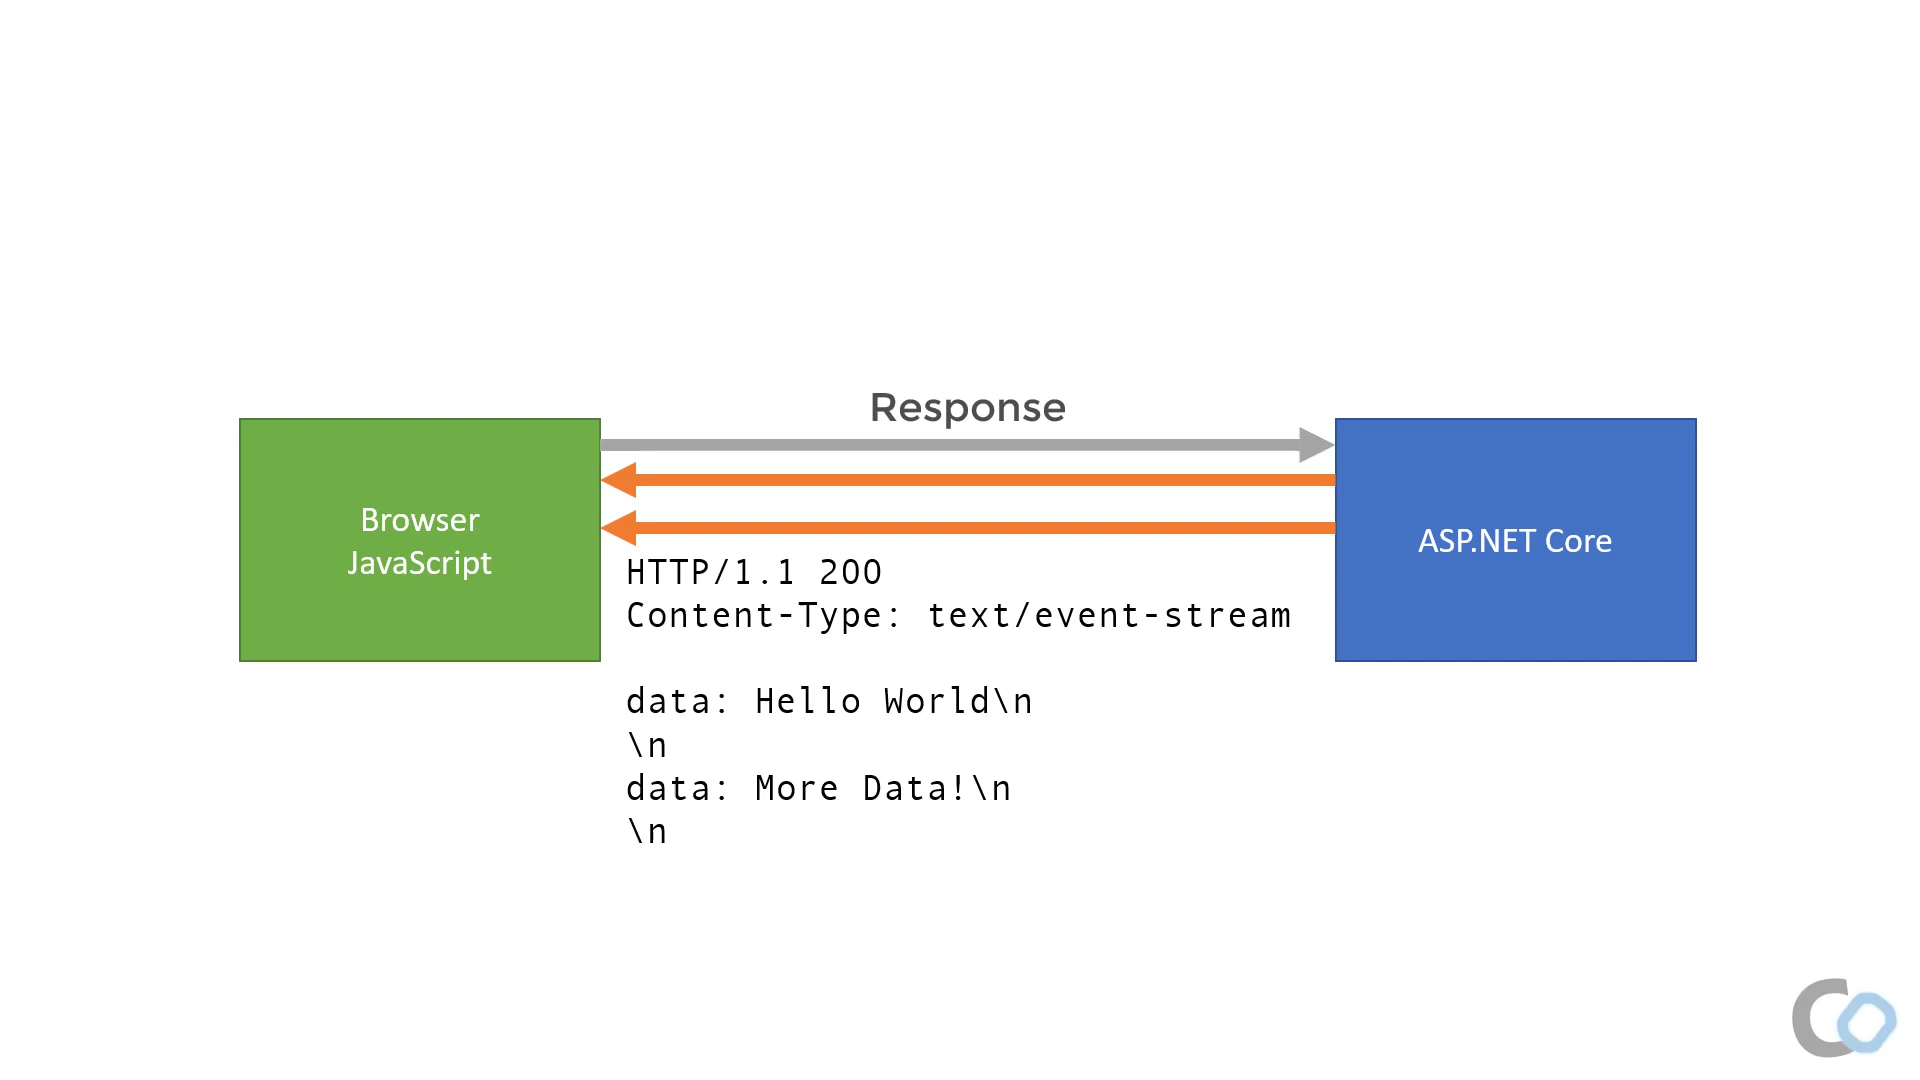 Response
Browser
JavaScript
ASP.NET Core
HTTP/1.1 200
Content-Type: text/event-stream
data: Hello World\n
\n
data: More Data!\n
\n
CO